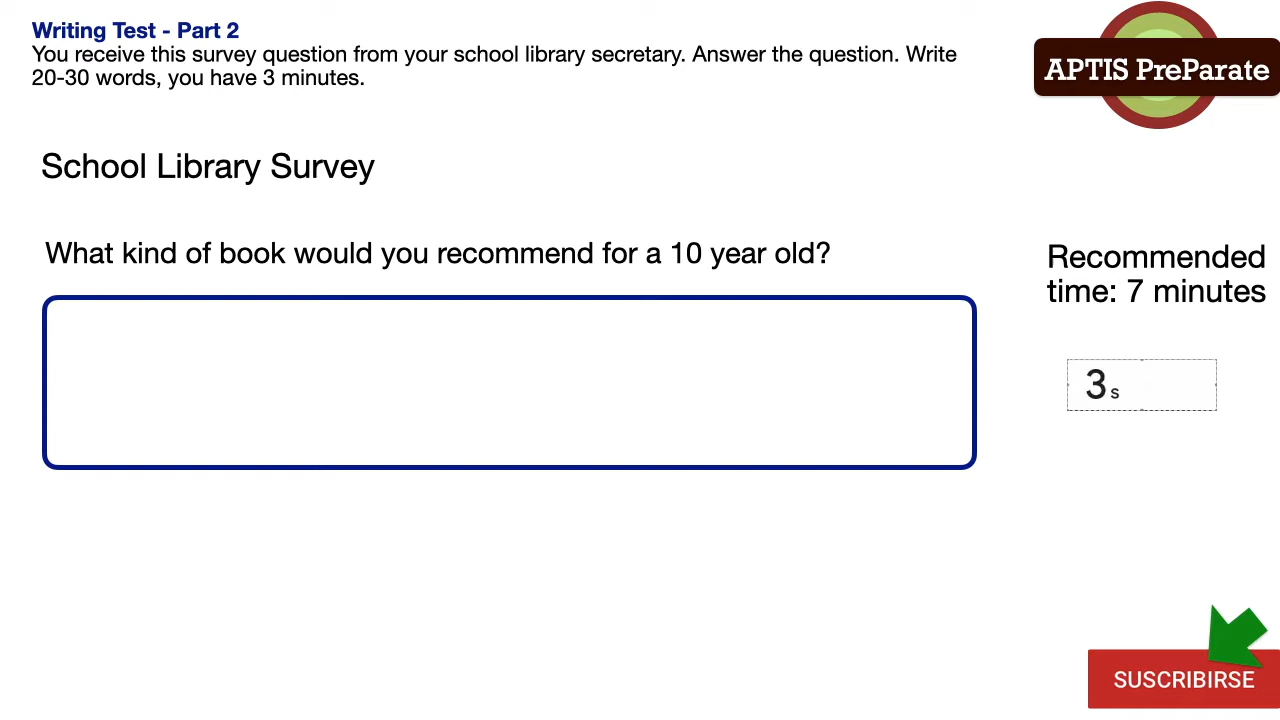 Writing Test - Part 2
You receive this survey question from your school library secretary. Answer the question. Write
20-30 words, you have 3 minutes.
APTIS PreParate
School Library Survey
What kind of book would you recommend for a 10 year old?
Recommended
time: 7 minutes
3 s
SUSCRIBIRSE